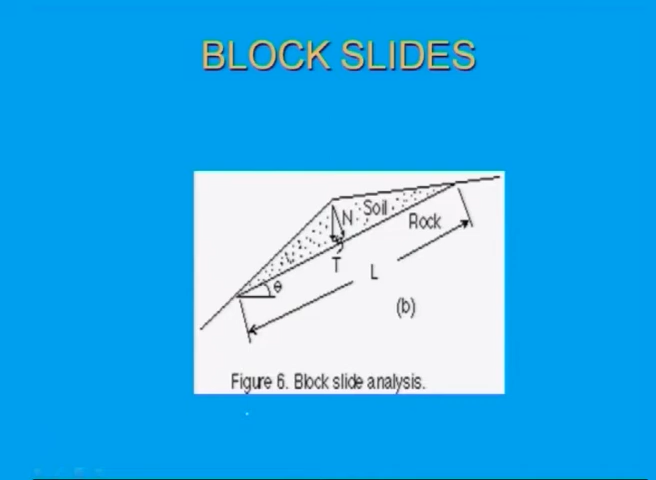 BLOCK SLIDES
N
Soil
Rock
T
L
θ
(b)
Figure 6. Block slide analysis.